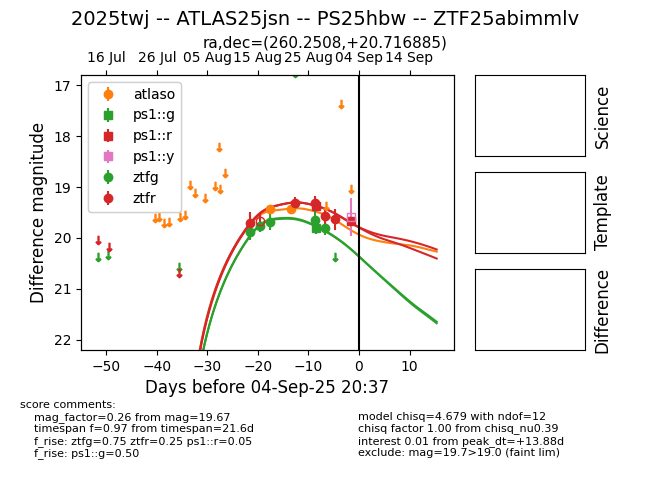 2025twj -- ATLAS25jsn -- PS25hbw -- ZTF25abimmlv
ra,dec=(260.2508,+20.716885)
16 Jul 26 Jul 05 Aug 15 Aug 25 Aug 04 Sep 14 Sep
17
18
19
20
21
22
Difference magnitude
atlaso
ps1::g
ps1::r
ps1::y
ztfg
ztfr
Science
Template
Difference
−50 −40 −30 −20 −10 0 10
Days before 04-Sep-25 20:37
score comments:
mag_factor=0.26 from mag=19.67
timespan f=0.97 from timespan=21.6d
f_rise: ztfg=0.75 ztfr=0.25 ps1::r=0.05
f_rise: ps1::g=0.50
model chisq=4.679 with ndof=12
chisq factor 1.00 from chisq_nu0.39
interest 0.01 from peak_dt=+13.88d
exclude: mag=19.7>19.0 (faint lim)